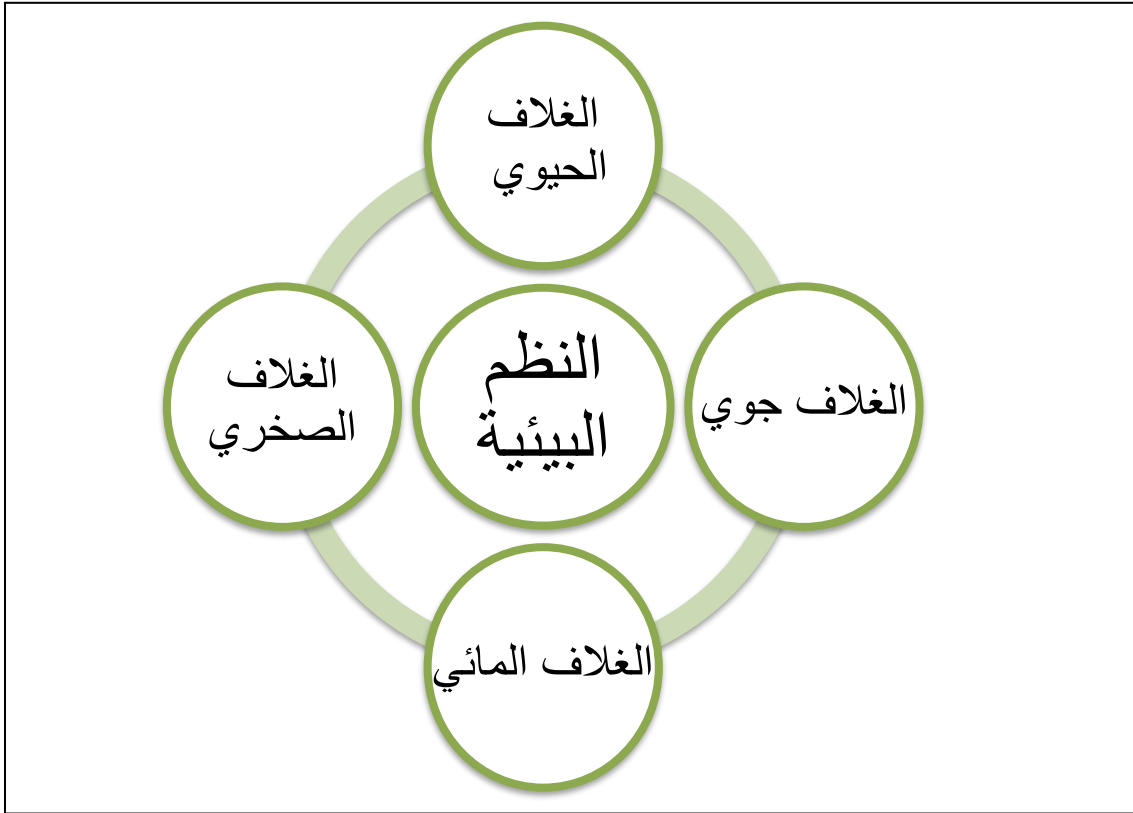 الغلاف
الحيوي
الغلاف
الصخري
النظم
البيئية
الغلاف جوي
الغلاف المائي